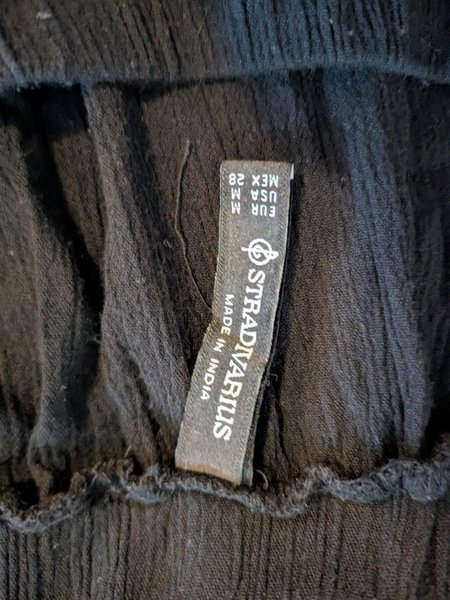 EUR M
USA M
MEX 28
STRADIVARIUS
MADE IN INDIA